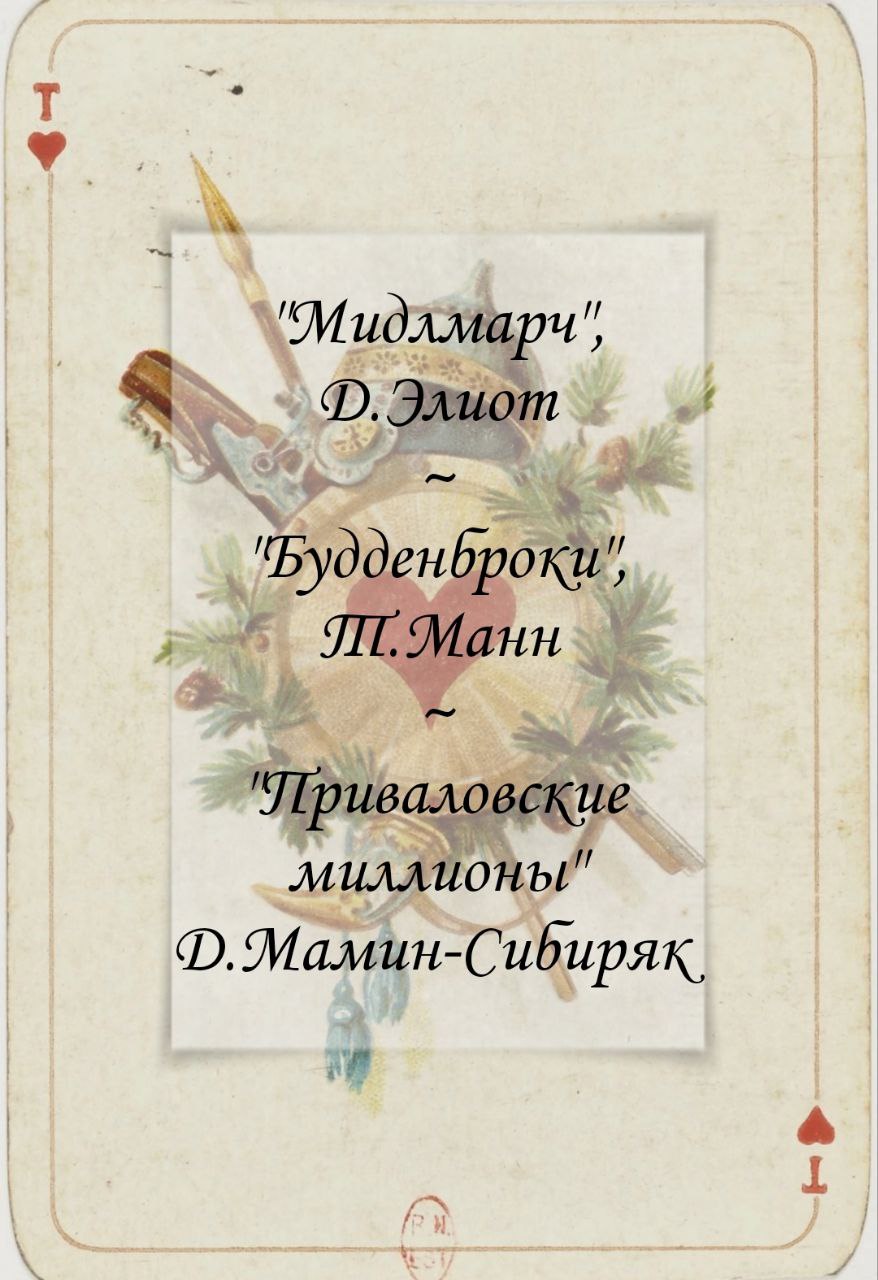 Т
"Мидлмарч",
Д.Элиот
~
"Будденброки",
Т.Манн
~
"Приваловские
миллионы"
Д.Мамин-Сибиряк
Т